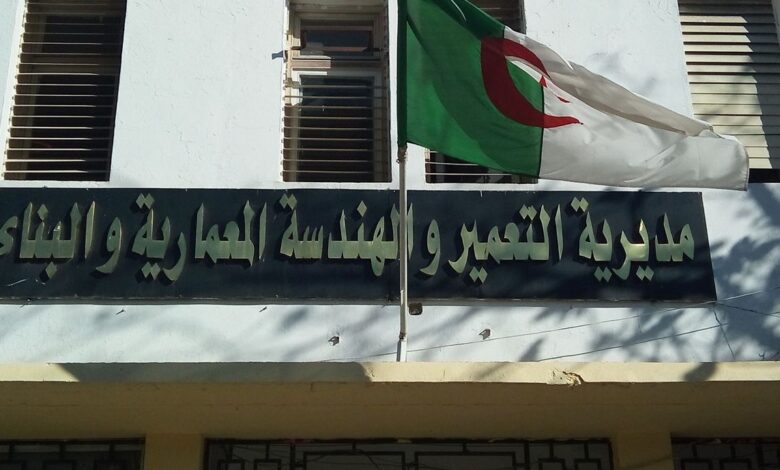 مديرية التعمير و الهندسة المعمارية و البناء